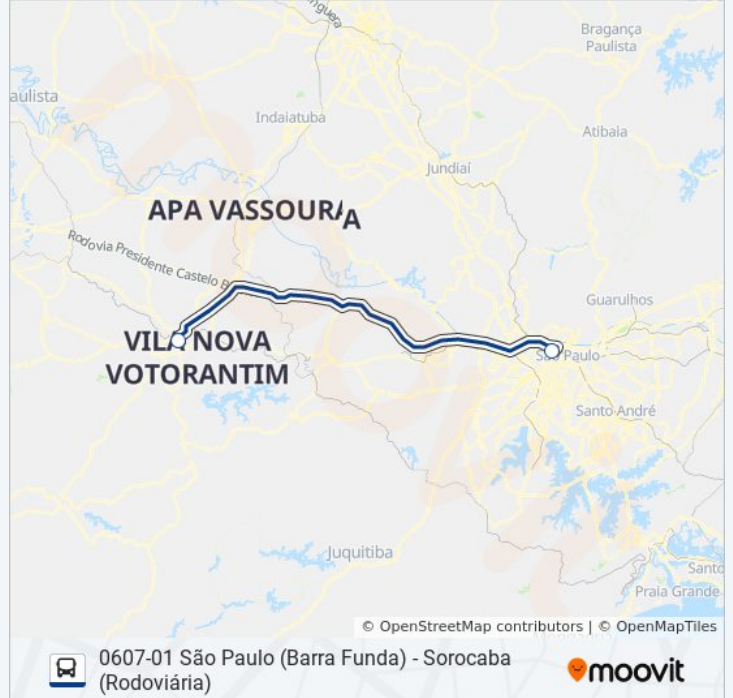 nguera
Bragança
Paulista
aulista
Indaiatuba
Atibaia
Jundiaí
APA VASSOURA
A
Rodovia Presidente Castelo B
Guarulhos
VILA NOVA
VOTORANTIM
São Paulo
Santo André
Juquitiba
Santo
Praia Grande
© OpenStreetMap contributors | © OpenMapTiles
0607-01 São Paulo (Barra Funda) - Sorocaba
(Rodoviária)
moovit